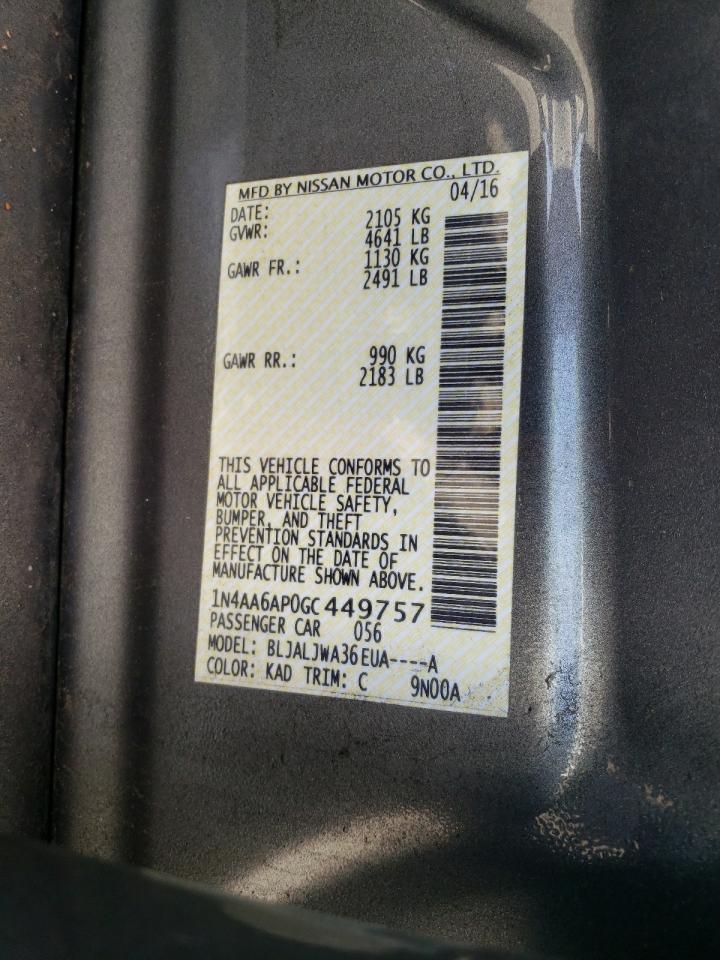 MFD BY NISSAN MOTOR CO., LTD.
DATE: 04/16
GVWR: 2105 KG
4641 LB
GAWR FR.: 1130 KG
2491 LB
GAWR RR.: 990 KG
2183 LB
THIS VEHICLE CONFORMS TO
ALL APPLICABLE FEDERAL
MOTOR VEHICLE SAFETY,
BUMPER, AND THEFT
PREVENTION STANDARDS IN
EFFECT ON THE DATE OF
MANUFACTURE SHOWN ABOVE.
1N4AA6AP0GC449757
PASSENGER CAR 056
MODEL: BLJALJWA36EUA----A
COLOR: KAD TRIM: C 9N00A